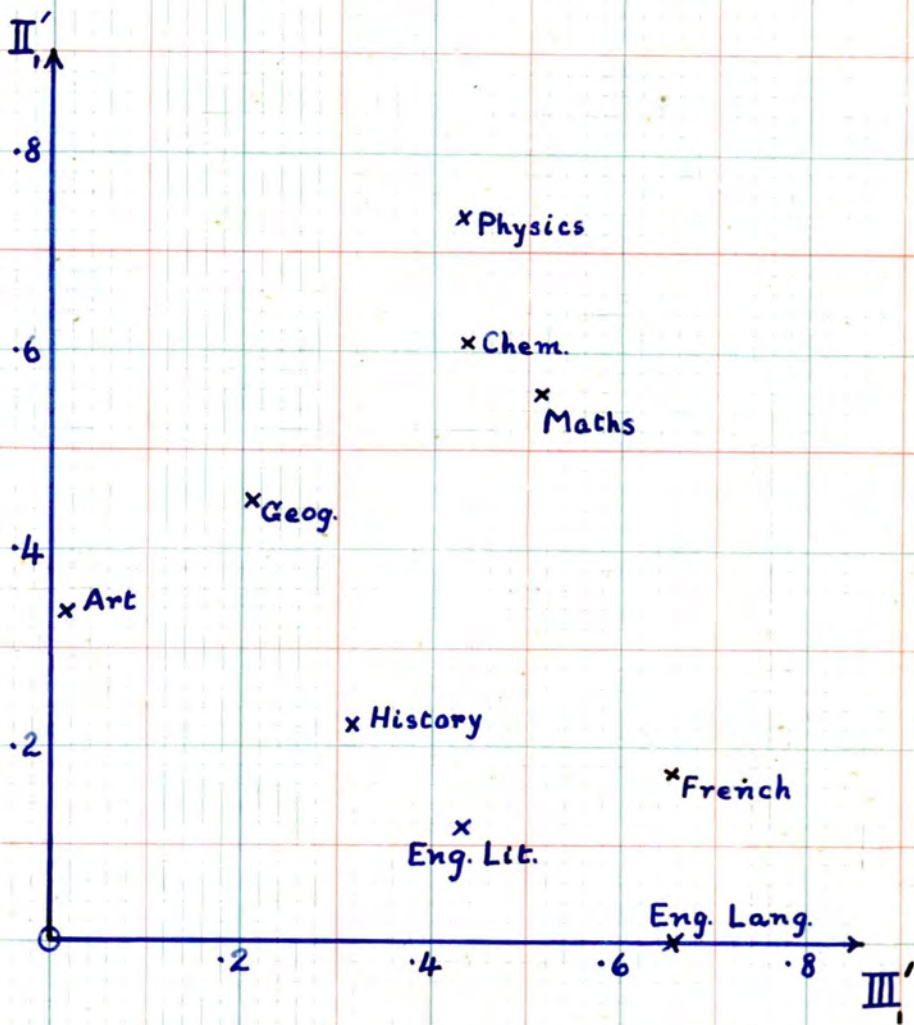 II′
.8
Physics
.6
Chem.
Maths
Geog.
.4
Art
History
.2
French
Eng. Lit.
Eng. Lang.
.2 .4 .6 .8
III′